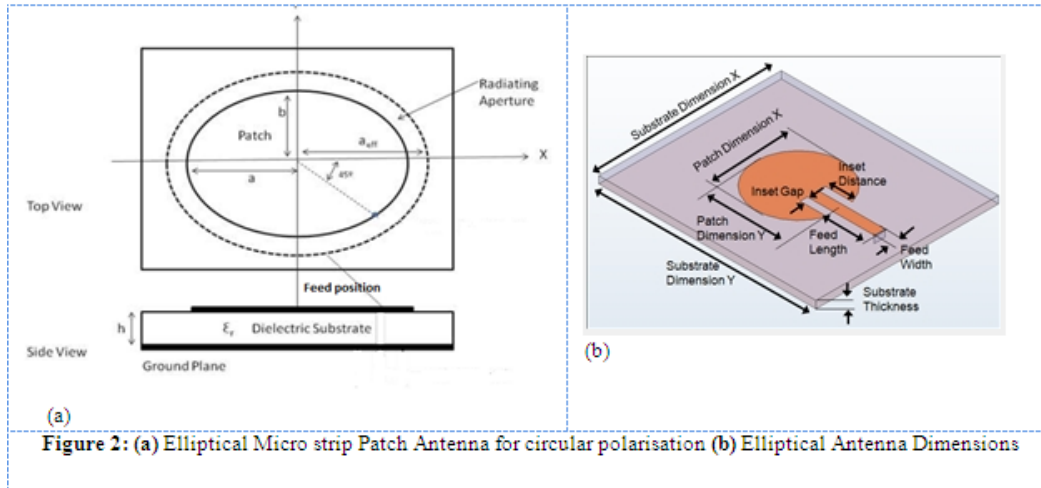 Y
Radiating
Aperture
b
Patch
a_eff
X
a
45º
Top View
Feed position
h
Ɛr Dielectric Substrate
Side View
Ground Plane
(a)
Substrate Dimension X
Patch Dimension X
Inset
Distance
Inset Gap
Patch
Dimension Y
Feed
Length
Feed
Width
Substrate
Dimension Y
Substrate
Thickness
(b)
Figure 2: (a) Elliptical Micro strip Patch Antenna for circular polarisation (b) Elliptical Antenna Dimensions